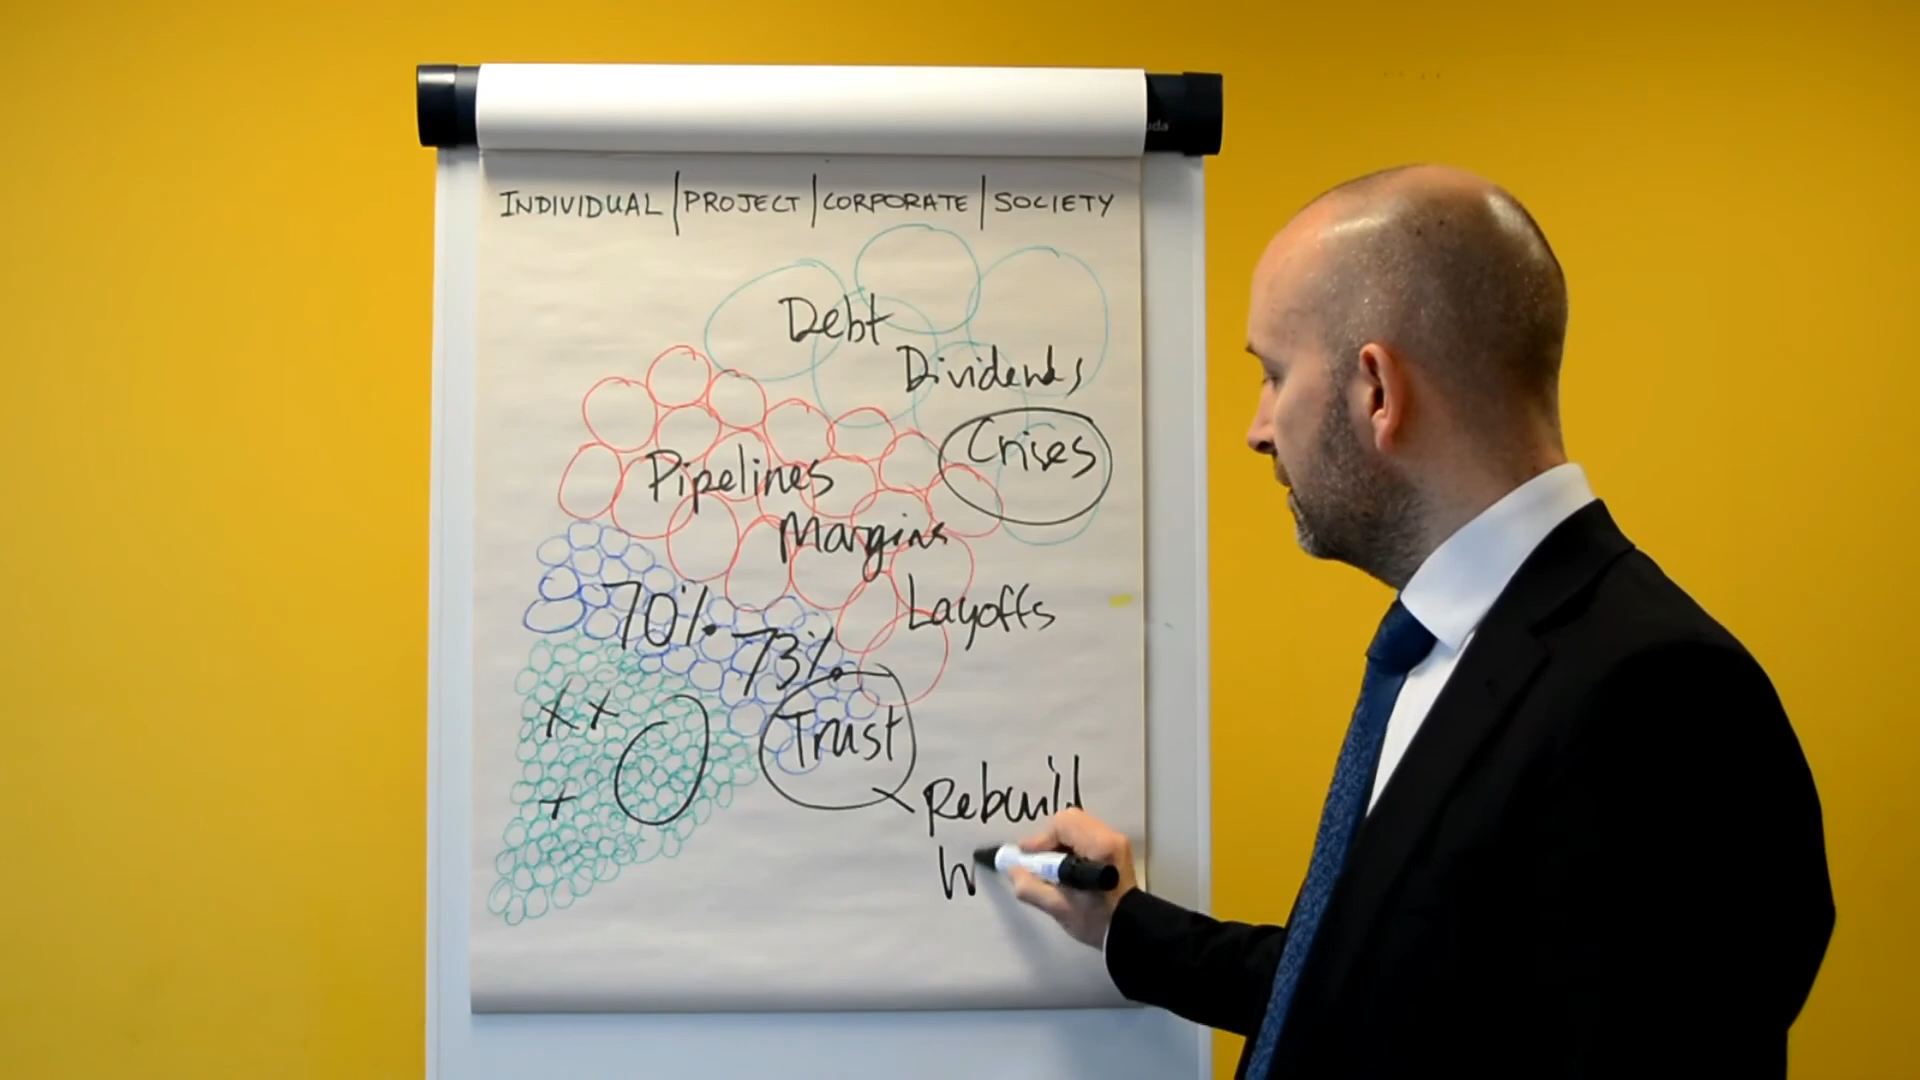 INDIVIDUAL | PROJECT | CORPORATE | SOCIETY
Debt
Dividends
Crises
Pipelines
Margins
Layoffs
70%
73%
X X
Trust
+
Rebuild